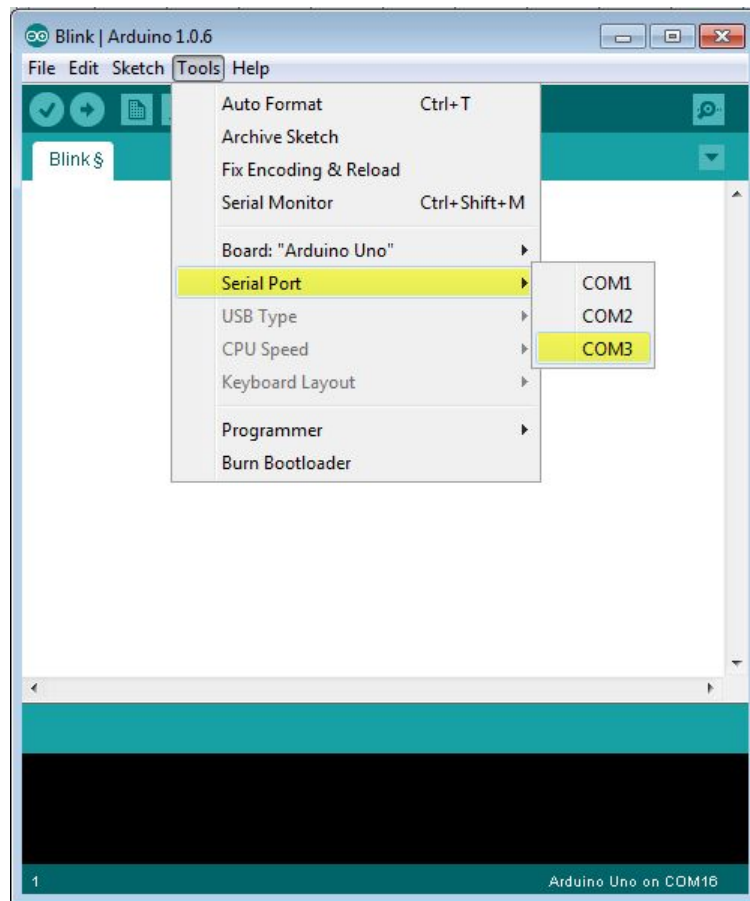 Blink | Arduino 1.0.6
File Edit Sketch Tools Help
Auto Format Ctrl+T
Archive Sketch
Blink §
Fix Encoding & Reload
Serial Monitor Ctrl+Shift+M
Board: "Arduino Uno"
Serial Port
COM1
USB Type
COM2
CPU Speed
COM3
Keyboard Layout
Programmer
Burn Bootloader
1 Arduino Uno on COM16